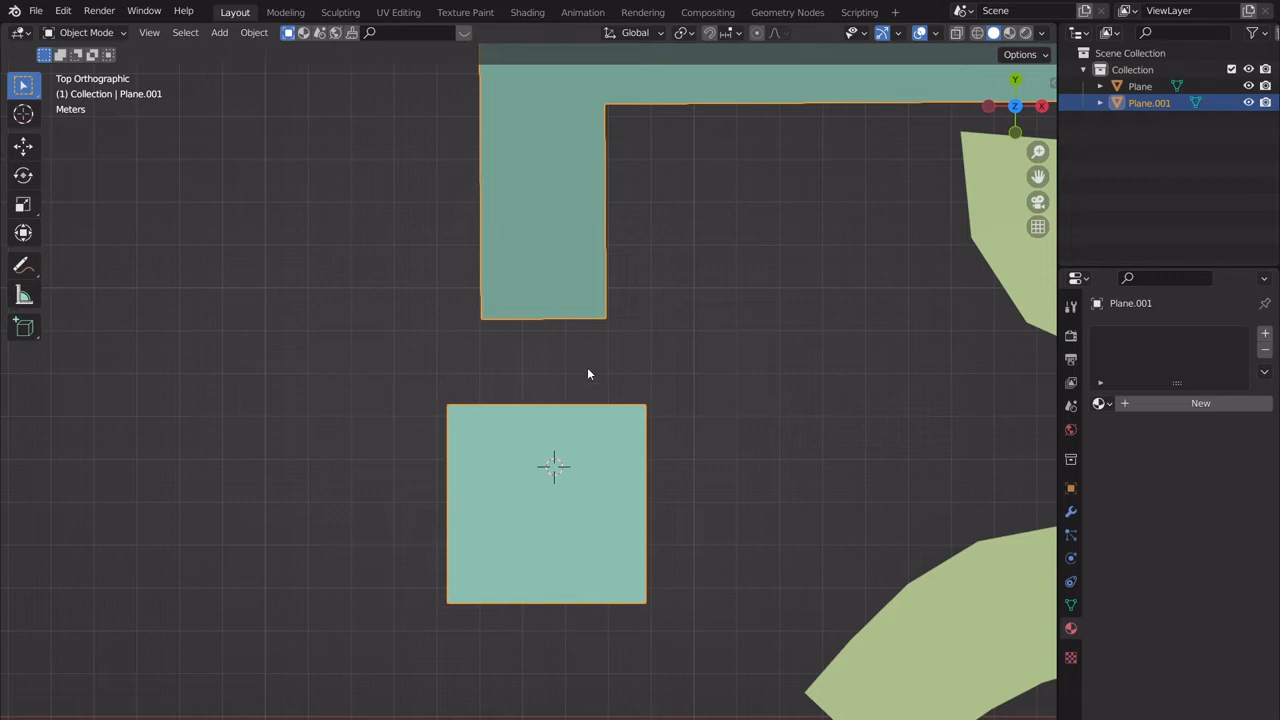 File Edit Render Window Help Layout Modeling Sculpting UV Editing Texture Paint Shading Animation Rendering Compositing Geometry Nodes Scripting Scene ViewLayer
Object Mode View Select Add Object Global
Options
Top Orthographic
(1) Collection | Plane.001
Meters
Y
X
Z
Scene Collection
Collection
Plane
Plane.001
Plane.001
New